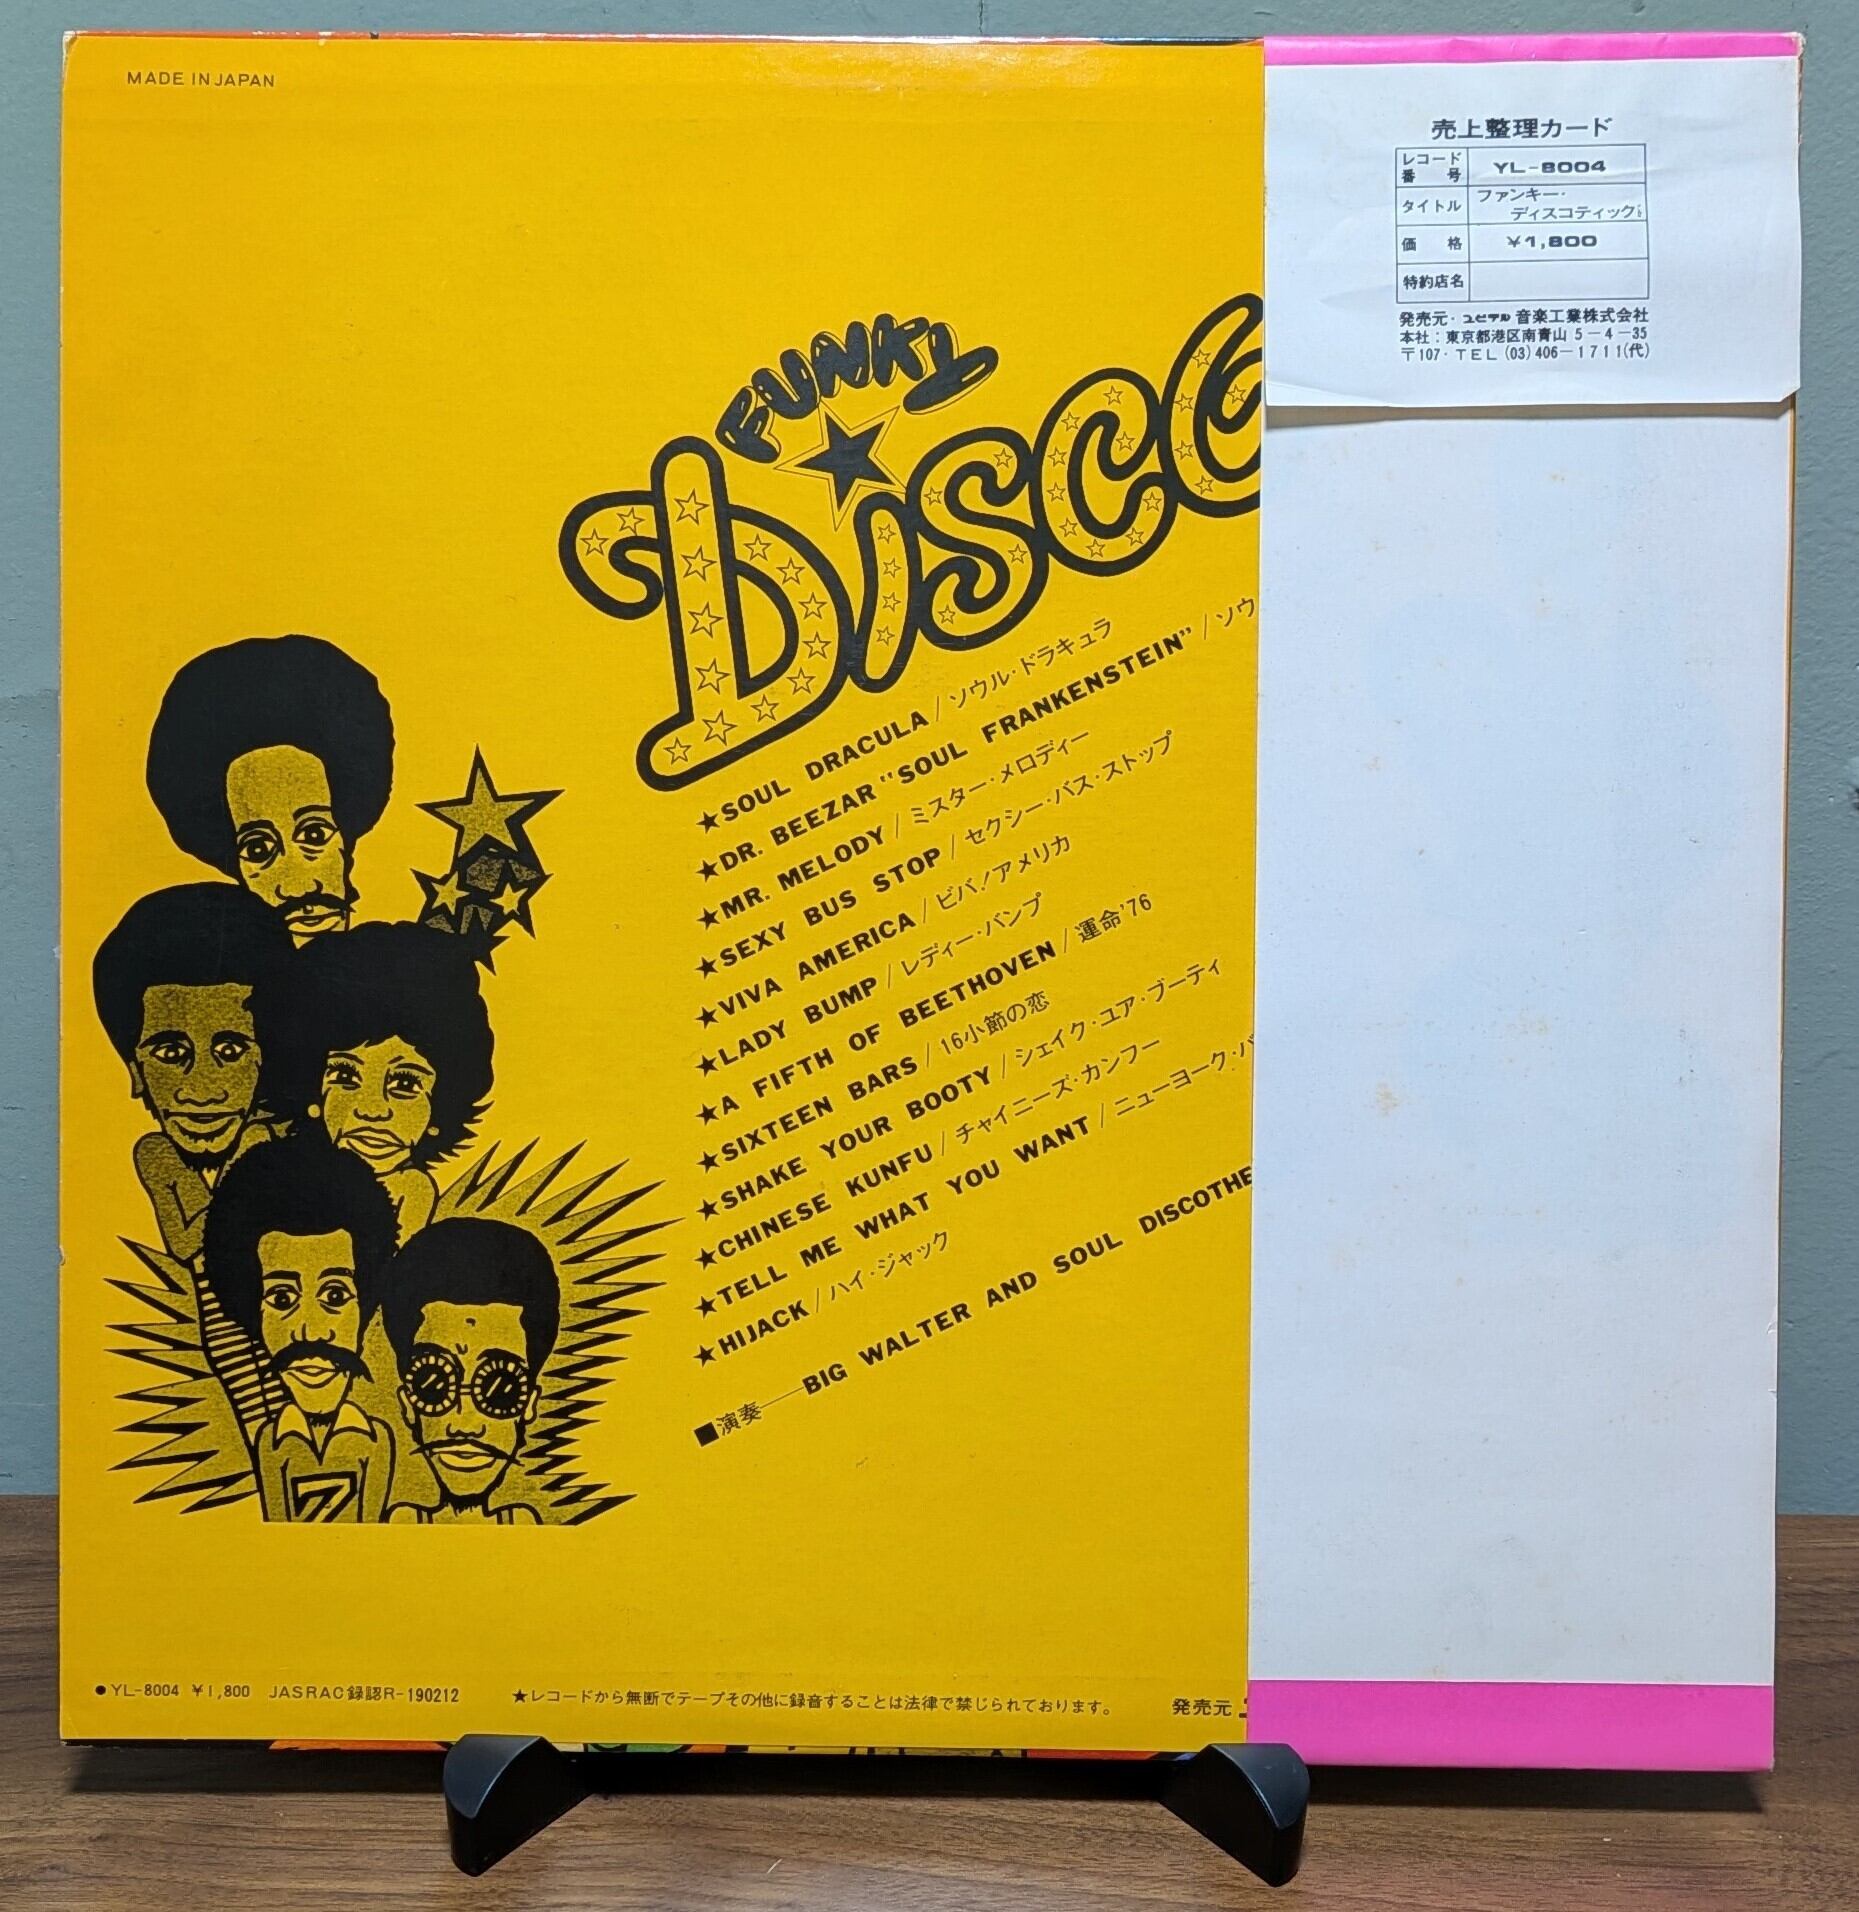 MADE IN JAPAN
売上整理カード
レコード番号 YL-8004
タイトル ファンキー・
ディスコティック
価格 ¥1,800
特約店名
発売元・ユピテル音楽工業株式会社
本社:東京都港区南青山5-4-35
〒107・TEL(03)406-1711(代)
FUNKY
DISCO
★SOUL DRACULA/ソウル・ドラキュラ
★DR. BEEZAR "SOUL FRANKENSTEIN"/ソウ
★MR. MELODY/ミスター・メロディー
★SEXY BUS STOP/セクシー・バス・ストップ
★VIVA AMERICA/ビバ!アメリカ
★LADY BUMP/レディー・バンプ
★A FIFTH OF BEETHOVEN/運命'76
★SIXTEEN BARS/16小節の恋
★SHAKE YOUR BOOTY/シェイク・ユア・ブーティ
★CHINESE KUNFU/チャイニーズ・カンフー
★TELL ME WHAT YOU WANT/ニューヨーク・バ
★HIJACK/ハイ・ジャック
■演奏──BIG WALTER AND SOUL DISCOTHE
●YL-8004 ¥1,800 JASRAC録認R-190212 ★レコードから無断でテープその他に録音することは法律で禁じられております。 発売元